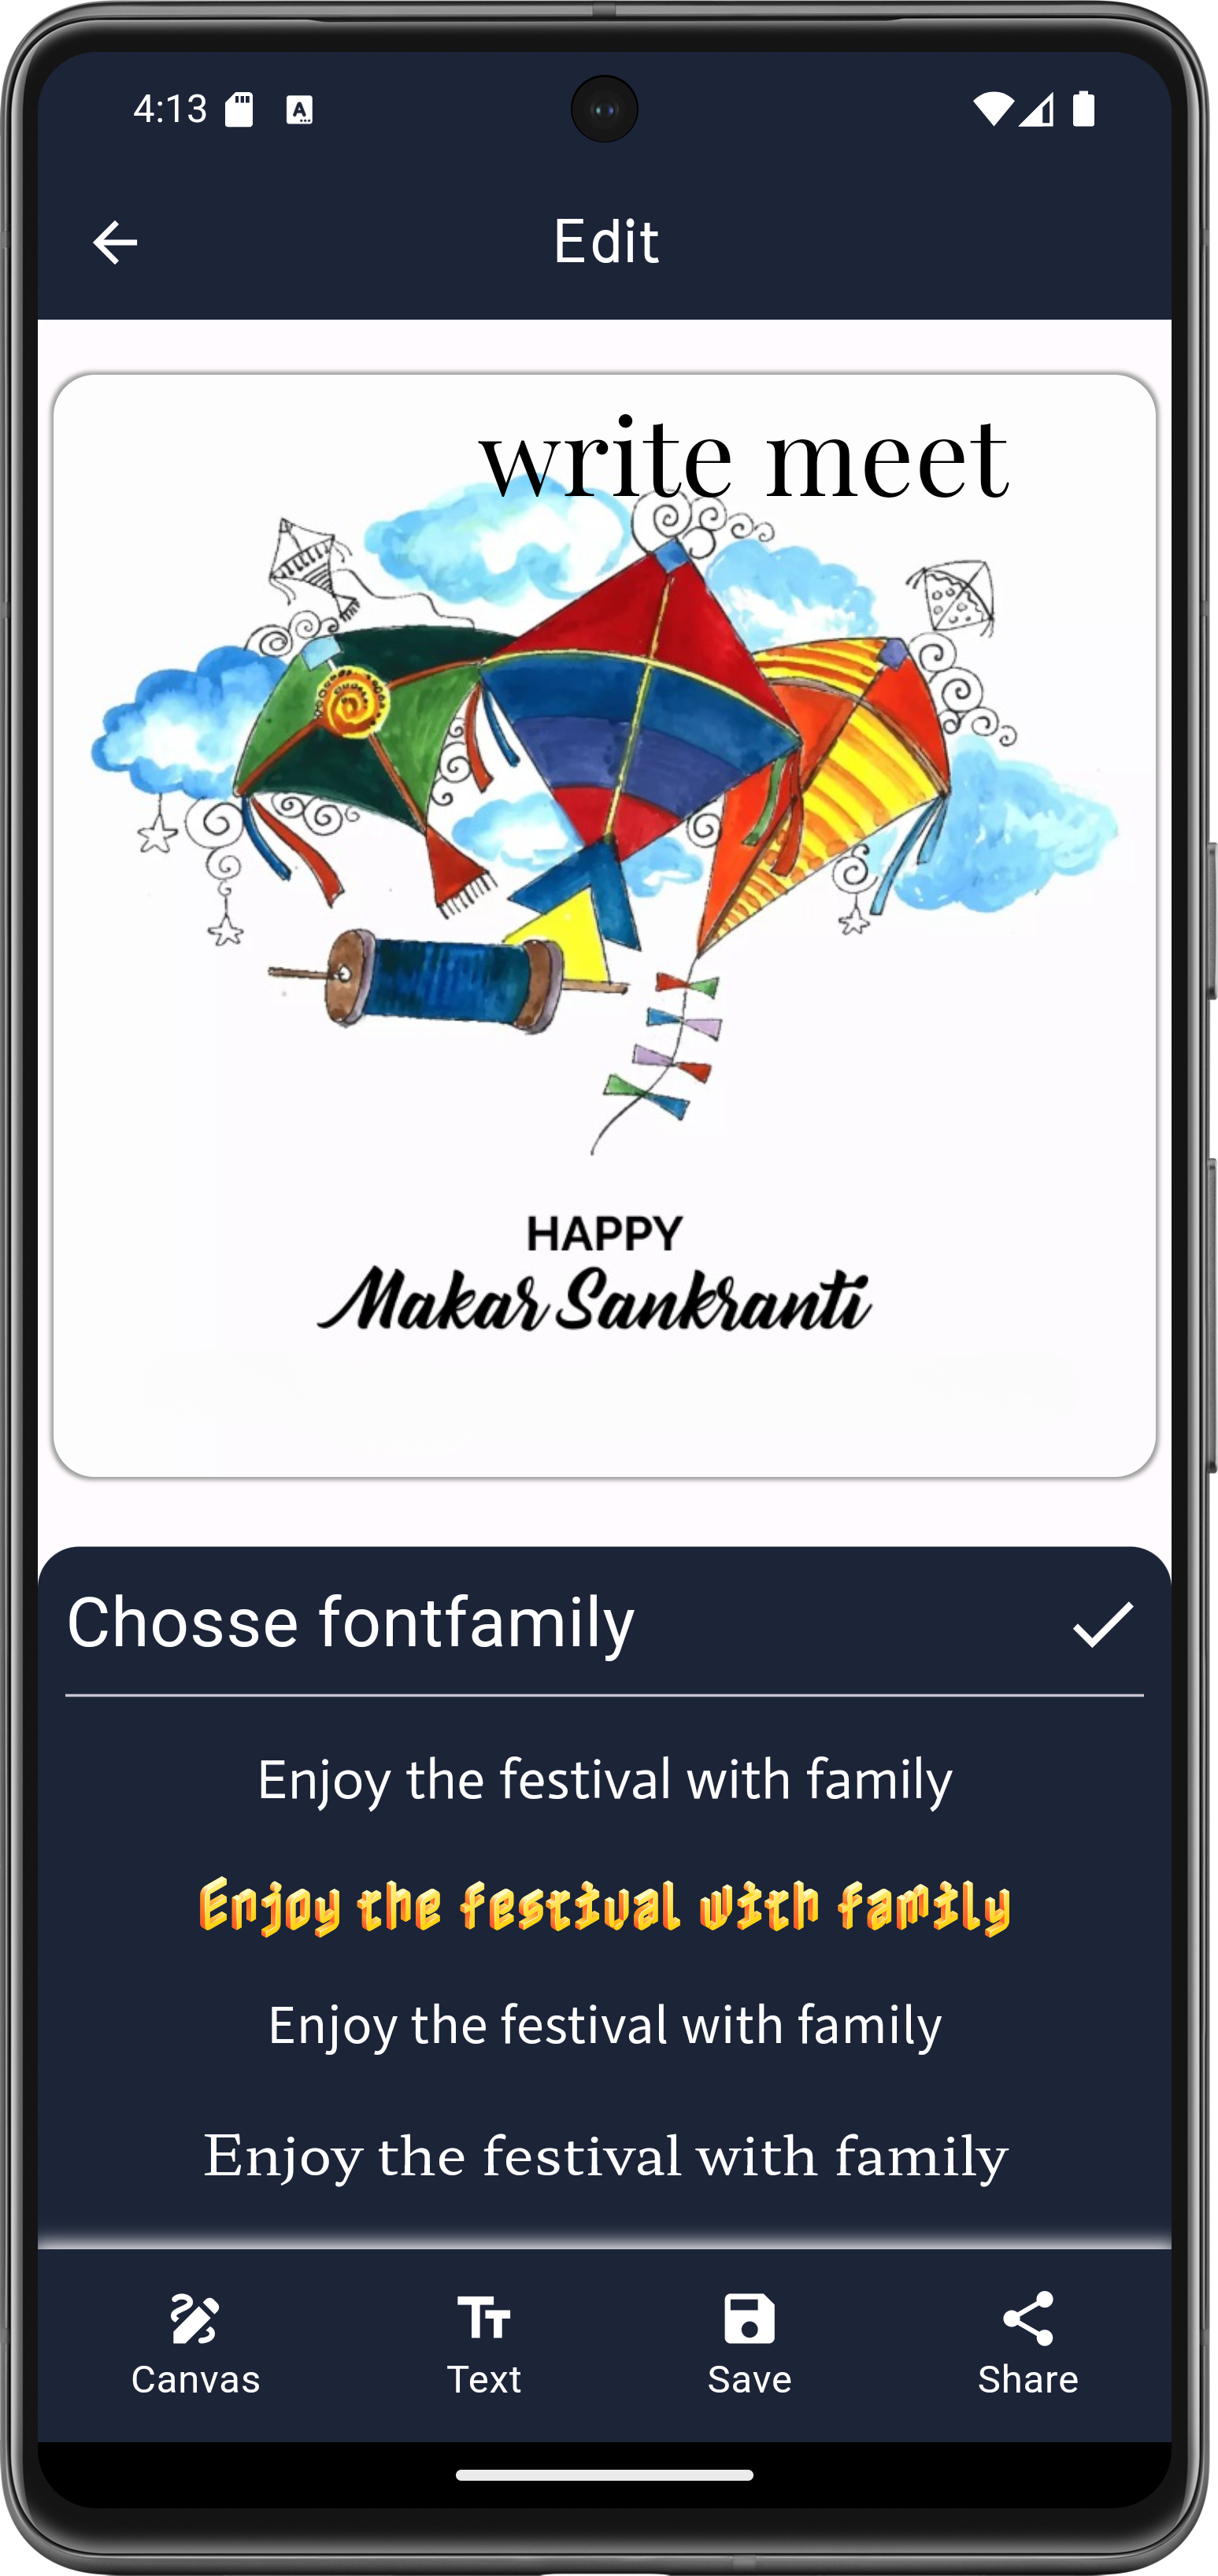 4:13
Edit
write meet
HAPPY
Makar Sankranti
Chosse fontfamily
Enjoy the festival with family
Enjoy the festival with family
Enjoy the festival with family
Enjoy the festival with family
Canvas Text Save Share